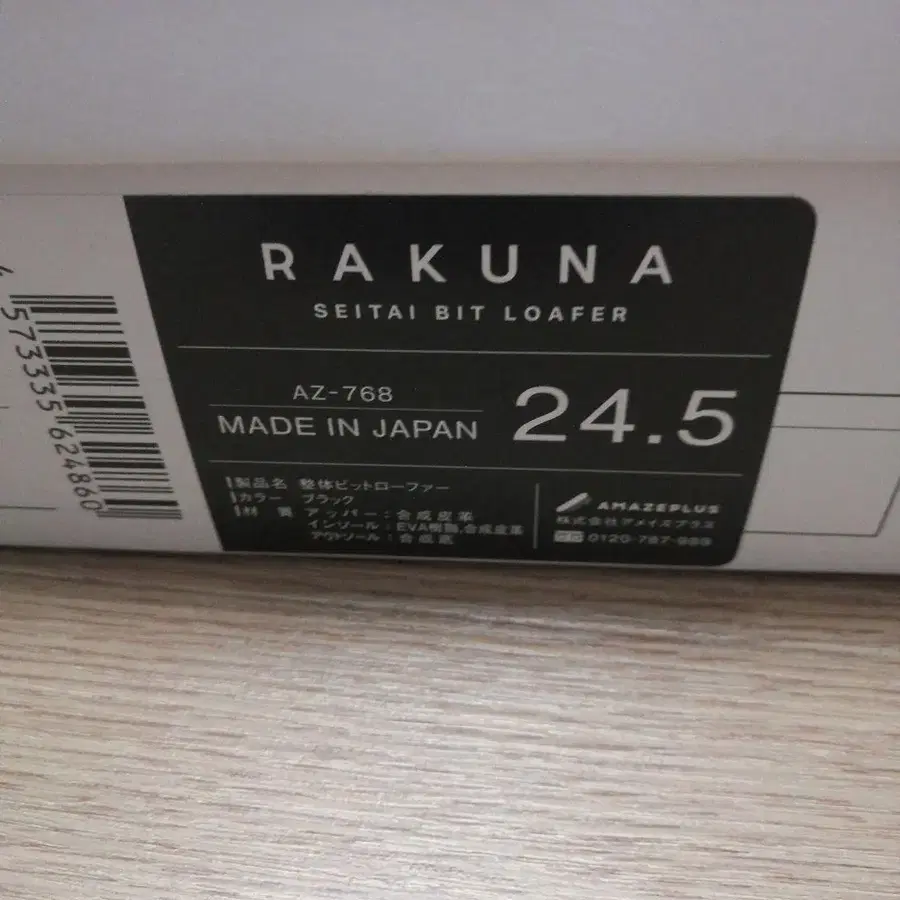 RAKUNA
SEITAI BIT LOAFER
AZ-768
MADE IN JAPAN
24.5
製品名 整体ビットローファー
カラー ブラック
材 質 アッパー：合成皮革
インソール：EVA樹脂,合成皮革
アウトソール：合成底
AMAZEPLUS
株式会社アメイズプラス
0120-787-989
4 573335 624860